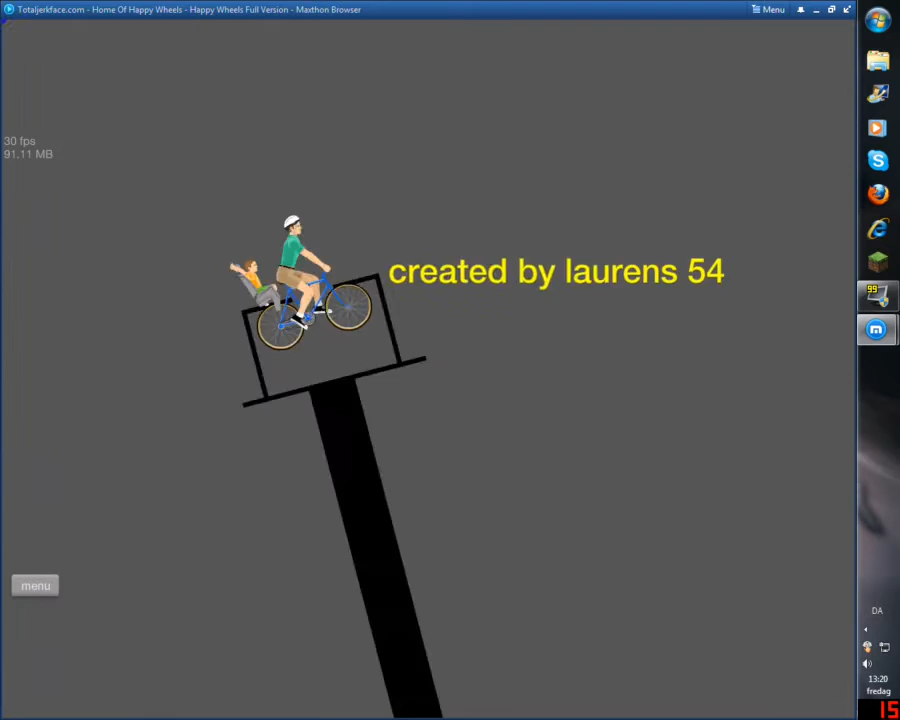 Totaljerkface.com - Home Of Happy Wheels - Happy Wheels Full Version - Maxthon Browser
Menu
30 fps
91.11 MB
created by laurens 54
menu
99
DA
13:20
fredag
15